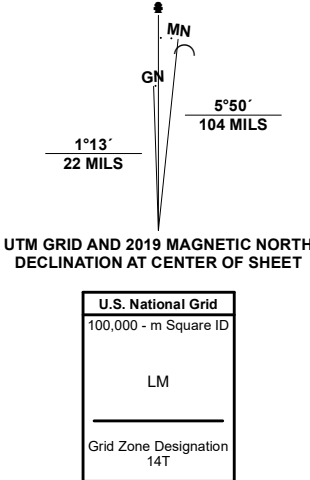 MN
GN
5°50´
104 MILS
1°13´
22 MILS
UTM GRID AND 2019 MAGNETIC NORTH
DECLINATION AT CENTER OF SHEET
U.S. National Grid
100,000 - m Square ID
LM
Grid Zone Designation
14T